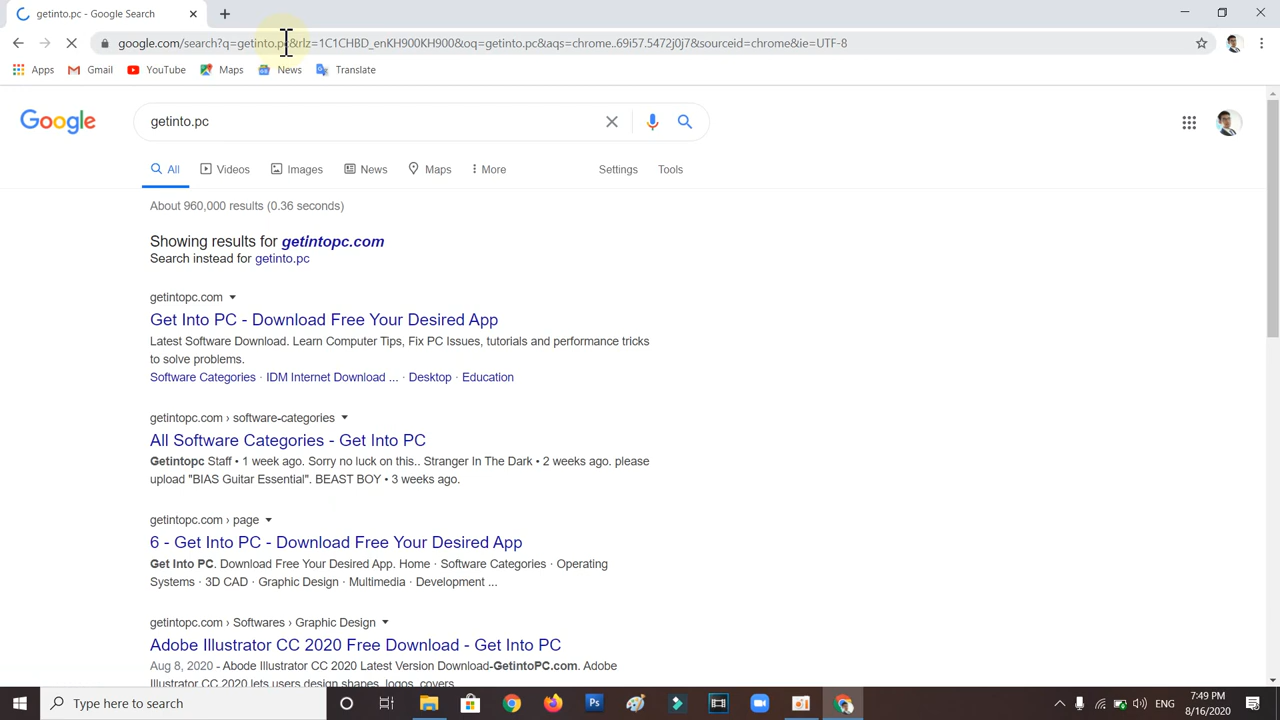 getinto.pc - Google Search
google.com/search?q=getinto.pc&rlz=1C1CHBD_enKH900KH900&oq=getinto.pc&aqs=chrome..69i57.5472j0j7&sourceid=chrome&ie=UTF-8
Apps Gmail YouTube Maps News Translate
Google getinto.pc
All Videos Images News Maps More Settings Tools
About 960,000 results (0.36 seconds)
Showing results for getintopc.com
Search instead for getinto.pc
getintopc.com
Get Into PC - Download Free Your Desired App
Latest Software Download. Learn Computer Tips, Fix PC Issues, tutorials and performance tricks
to solve problems.
Software Categories · IDM Internet Download ... · Desktop · Education
getintopc.com › software-categories
All Software Categories - Get Into PC
Getintopc Staff • 1 week ago. Sorry no luck on this.. Stranger In The Dark • 2 weeks ago. please
upload "BIAS Guitar Essential". BEAST BOY • 3 weeks ago.
getintopc.com › page
6 - Get Into PC - Download Free Your Desired App
Get Into PC. Download Free Your Desired App. Home · Software Categories · Operating
Systems · 3D CAD · Graphic Design · Multimedia · Development ...
getintopc.com › Softwares › Graphic Design
Adobe Illustrator CC 2020 Free Download - Get Into PC
Aug 8, 2020 - Abode Illustrator CC 2020 Latest Version Download-GetintoPC.com. Adobe
Illustrator CC 2020 lets users design shapes, logos, covers
Type here to search
Ps
ENG
7:49 PM
8/16/2020